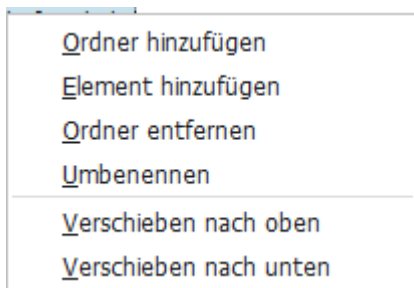 Ordner hinzufügen
Element hinzufügen
Ordner entfernen
Umbenennen
Verschieben nach oben
Verschieben nach unten